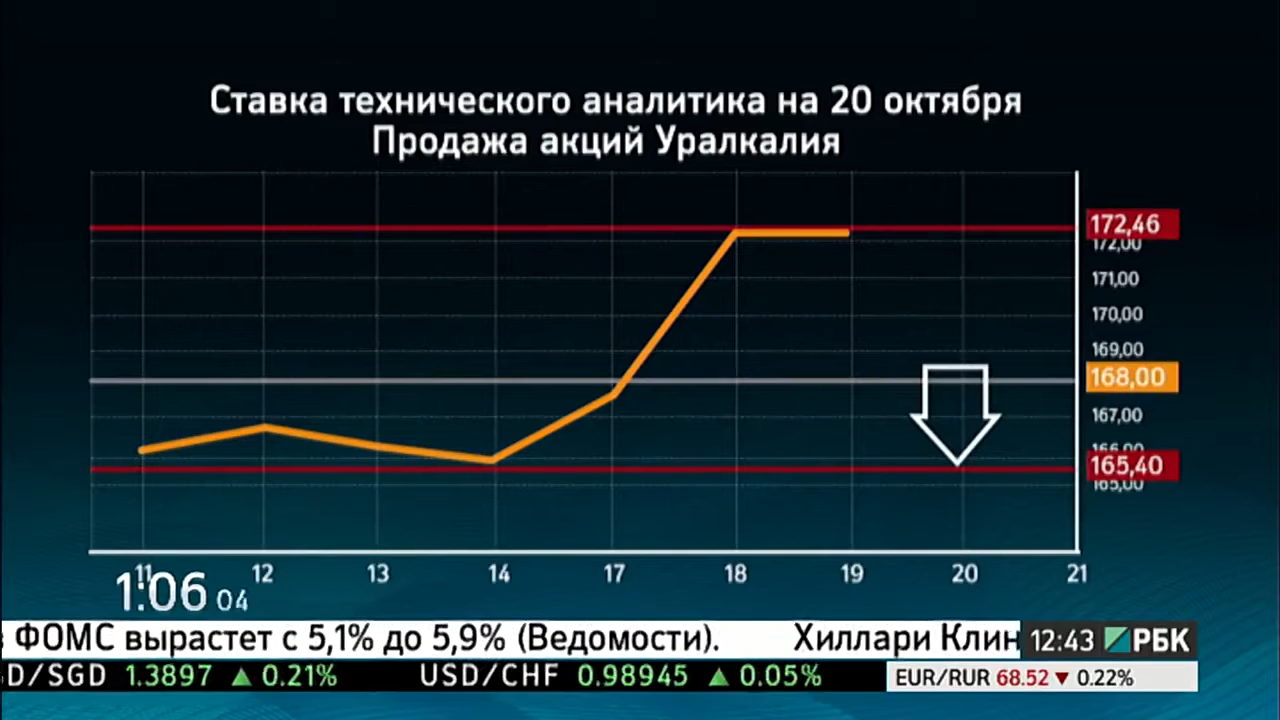 Ставка технического аналитика на 20 октября
Продажа акций Уралкалия
172,46
172,00
171,00
170,00
169,00
168,00
167,00
166,00
165,40
165,00
11 12 13 14 17 18 19 20 21
1:06 04
ФОМС вырастет с 5,1% до 5,9% (Ведомости). Хиллари Клин
12:43 РБК
D/SGD 1.3897 ▲ 0.21% USD/CHF 0.98945 ▲ 0.05%
EUR/RUR 68.52 ▼ 0.22%